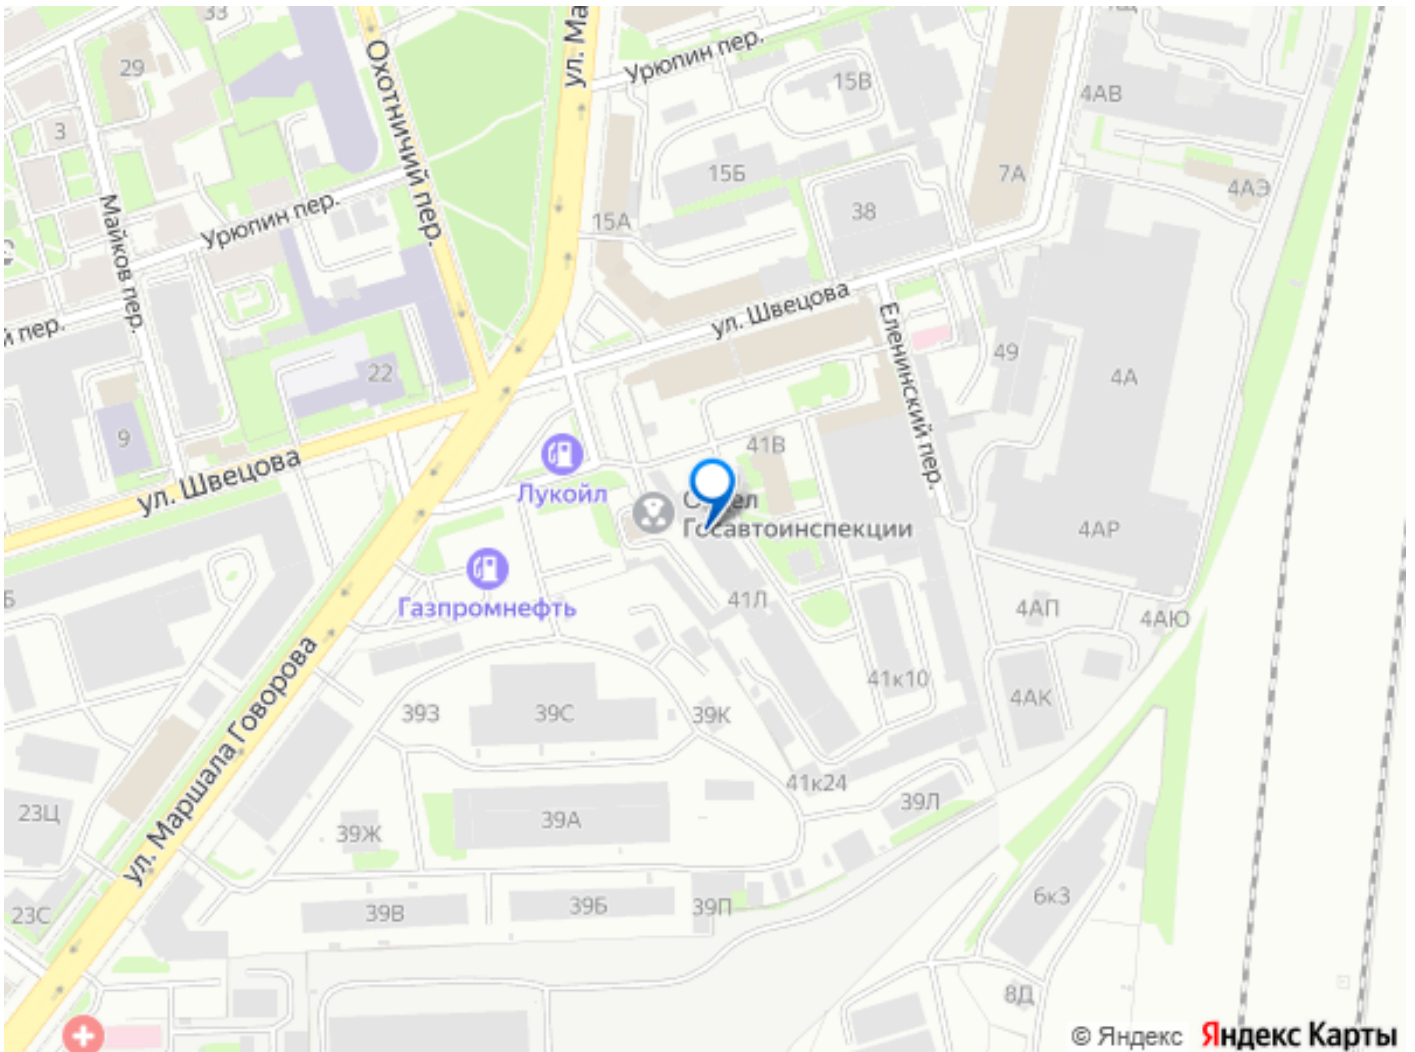 33
29
3
Охотничий пер.
ул. Ма
Урюпин пер.
15В
4АВ
15Б
7А
4АЭ
38
15А
Урюпин пер.
Майков пер.
й пер.
ул. Швецова
Еленинский пер.
49
4А
22
9
ул. Швецова
41В
Лукойл
Госавтоинспекции
4АР
Газпромнефть
41Л
4АП
4АЮ
Б
41к10
4АК
39З
39С
39К
ул. Маршала Говорова
41к24
39Л
23Ц
39Ж
39А
23С
39В
39Б
39П
6к3
8Д
© Яндекс Яндекс Карты